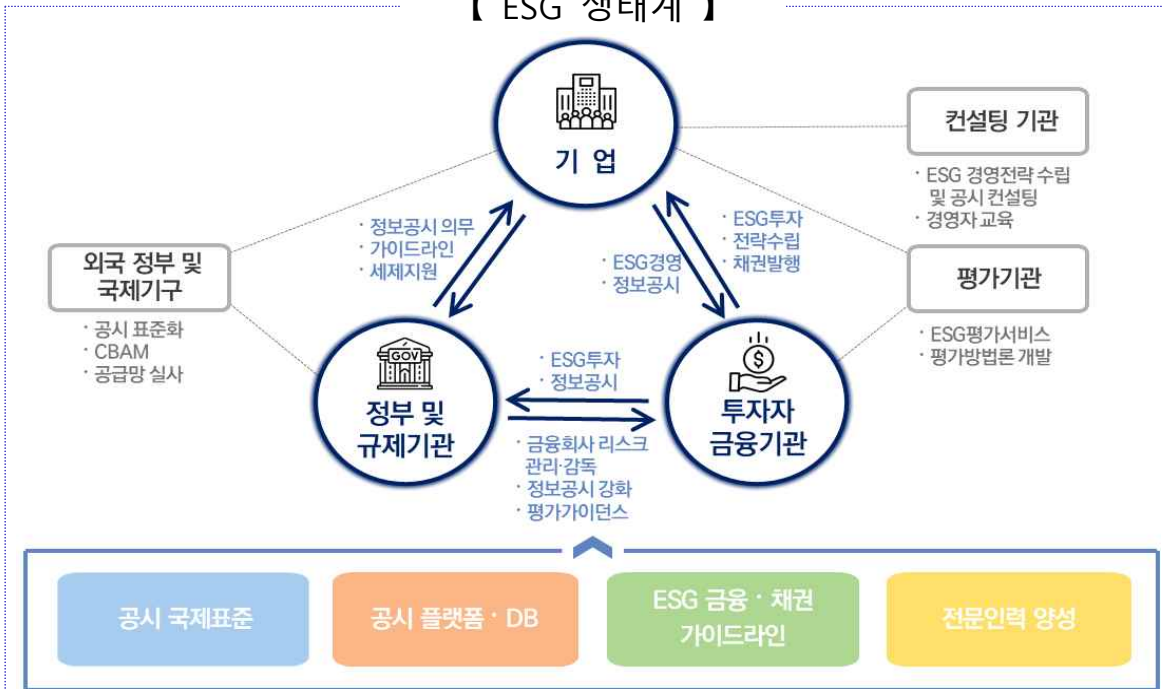 【 ESG 생태계 】
기 업
컨설팅 기관
· ESG 경영전략 수립
및 공시 컨설팅
· 경영자 교육
· 정보공시 의무
· 가이드라인
· 세제지원
· ESG투자
· 전략수립
· 채권발행
· ESG경영
· 정보공시
외국 정부 및
국제기구
· 공시 표준화
· CBAM
· 공급망 실사
평가기관
· ESG평가서비스
· 평가방법론 개발
GOV
정부 및
규제기관
· ESG투자
· 정보공시
$
투자자
금융기관
· 금융회사 리스크
관리·감독
· 정보공시 강화
· 평가가이던스
공시 국제표준
공시 플랫폼 · DB
ESG 금융 · 채권
가이드라인
전문인력 양성